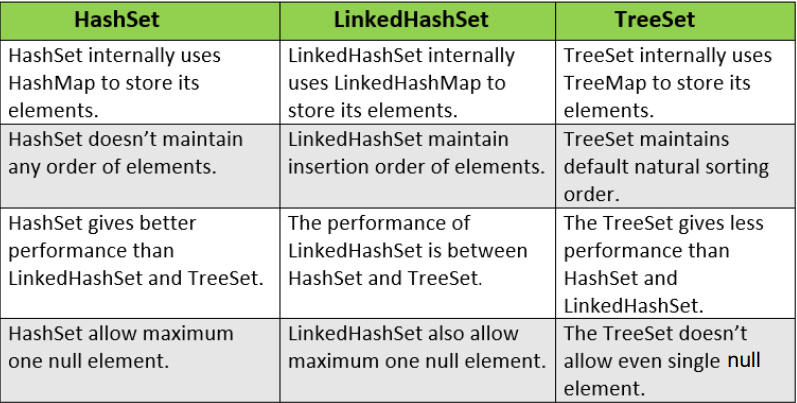 HashSet
LinkedHashSet
TreeSet
HashSet internally uses
HashMap to store its
elements.
LinkedHashSet internally
uses LinkedHashMap to
store its elements.
TreeSet internally uses
TreeMap to store its
elements.
HashSet doesn't maintain
any order of elements.
LinkedHashSet maintain
insertion order of elements.
TreeSet maintains
default natural sorting
order.
HashSet gives better
performance than
LinkedHashSet and TreeSet.
The performance of
LinkedHashSet is between
HashSet and TreeSet.
The TreeSet gives less
performance than
HashSet and
LinkedHashSet.
HashSet allow maximum
one null element.
LinkedHashSet also allow
maximum one null element.
The TreeSet doesn't
allow even single null
element.